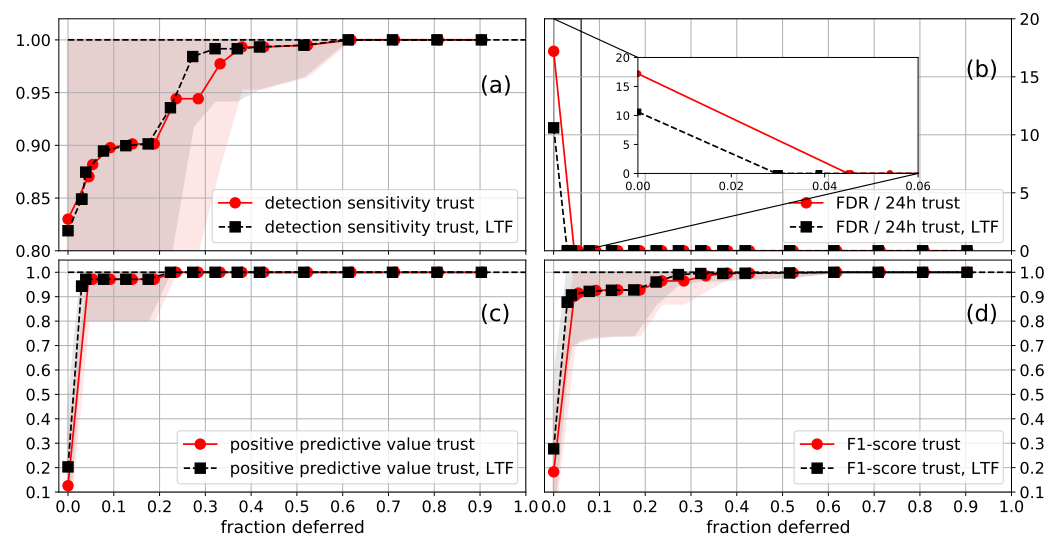 1.00
0.95
0.90
0.85
0.80
(a)
detection sensitivity trust
detection sensitivity trust, LTF
20
15
10
5
0
(b)
20
15
10
5
0
0.00 0.02 0.04 0.06
FDR / 24h trust
FDR / 24h trust, LTF
1.0
0.9
0.8
0.7
0.6
0.5
0.4
0.3
0.2
0.1
(c)
positive predictive value trust
positive predictive value trust, LTF
0.0 0.1 0.2 0.3 0.4 0.5 0.6 0.7 0.8 0.9 1.0
fraction deferred
1.0
0.9
0.8
0.7
0.6
0.5
0.4
0.3
0.2
0.1
(d)
F1-score trust
F1-score trust, LTF
0.0 0.1 0.2 0.3 0.4 0.5 0.6 0.7 0.8 0.9 1.0
fraction deferred